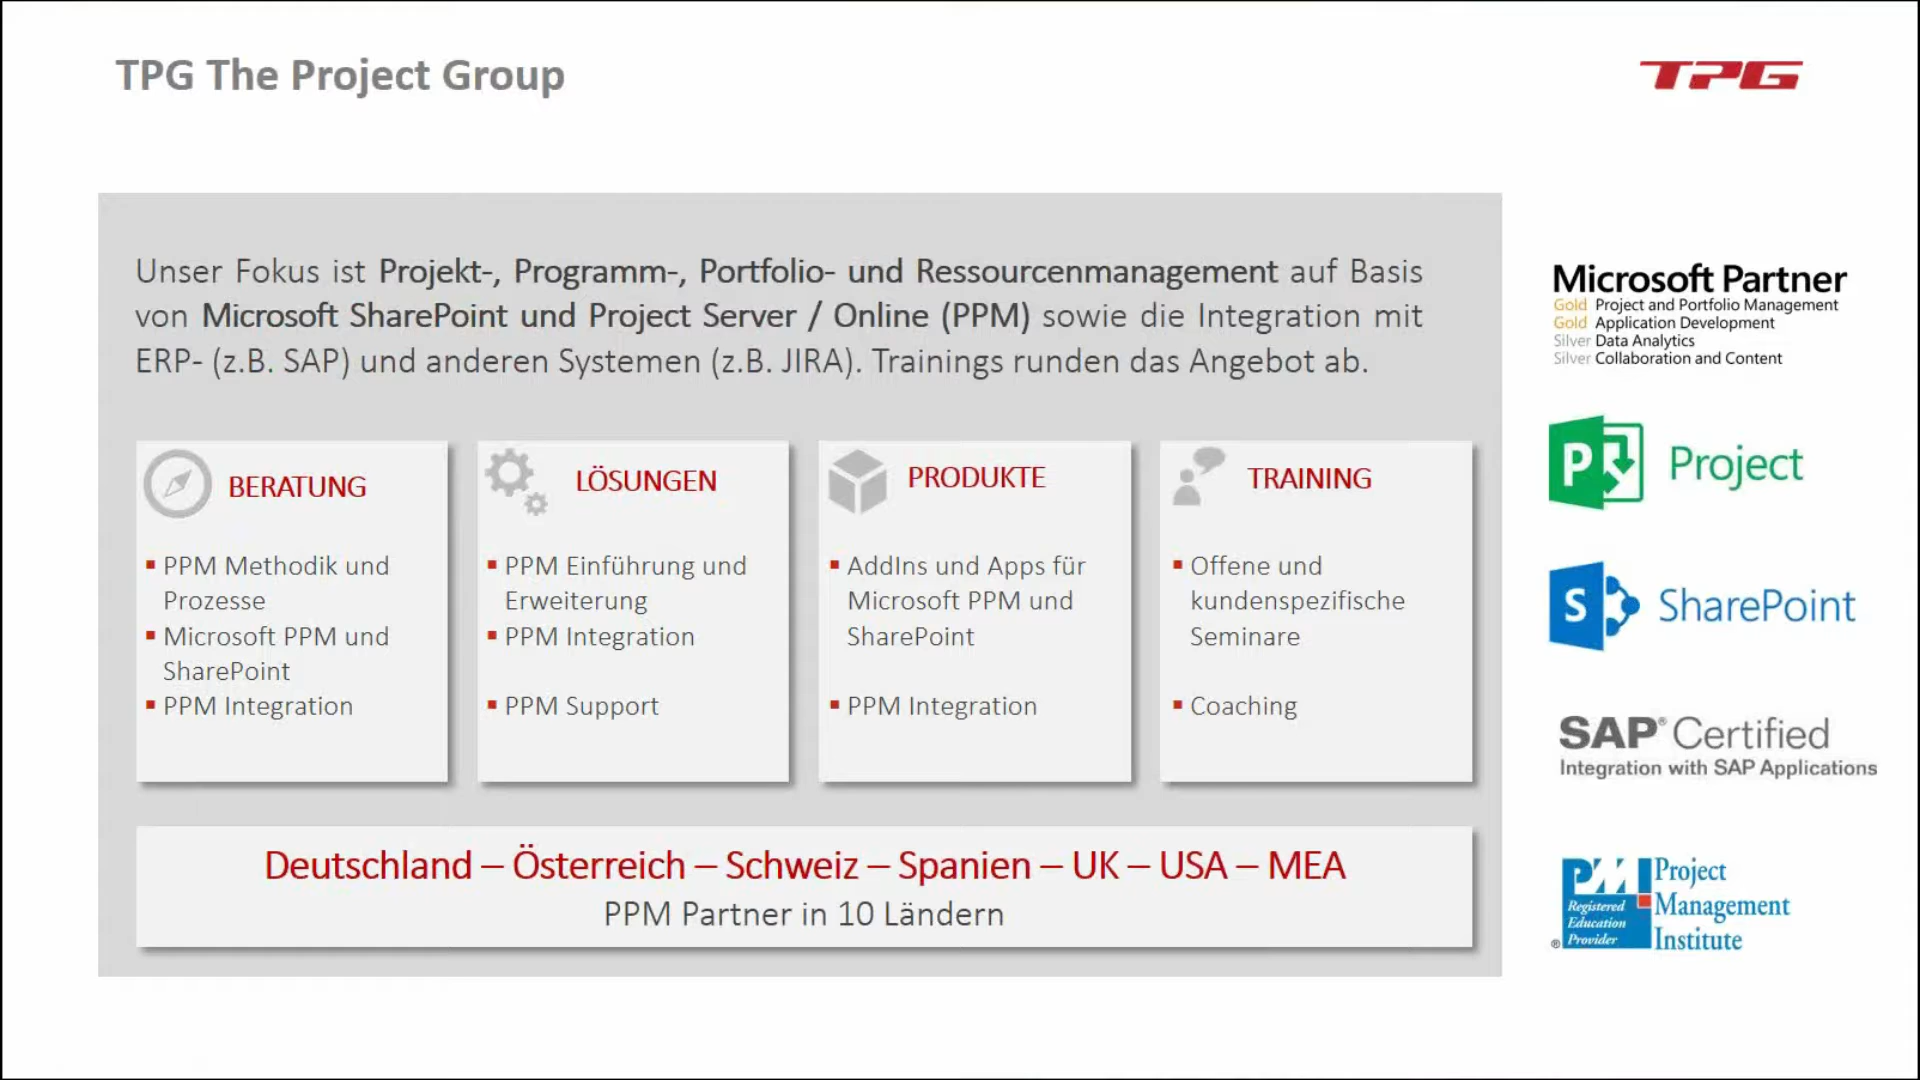 TPG The Project Group
TPG
Unser Fokus ist Projekt-, Programm-, Portfolio- und Ressourcenmanagement auf Basis
von Microsoft SharePoint und Project Server / Online (PPM) sowie die Integration mit
ERP- (z.B. SAP) und anderen Systemen (z.B. JIRA). Trainings runden das Angebot ab.
BERATUNG
▪ PPM Methodik und
Prozesse
▪ Microsoft PPM und
SharePoint
▪ PPM Integration
LÖSUNGEN
▪ PPM Einführung und
Erweiterung
▪ PPM Integration
▪ PPM Support
PRODUKTE
▪ AddIns und Apps für
Microsoft PPM und
SharePoint
▪ PPM Integration
TRAINING
▪ Offene und
kundenspezifische
Seminare
▪ Coaching
Deutschland – Österreich – Schweiz – Spanien – UK – USA – MEA
PPM Partner in 10 Ländern
Microsoft Partner
Gold Project and Portfolio Management
Gold Application Development
Silver Data Analytics
Silver Collaboration and Content
P Project
S SharePoint
SAP® Certified
Integration with SAP Applications
PMI
Registered
Education
® Provider
Project
Management
Institute